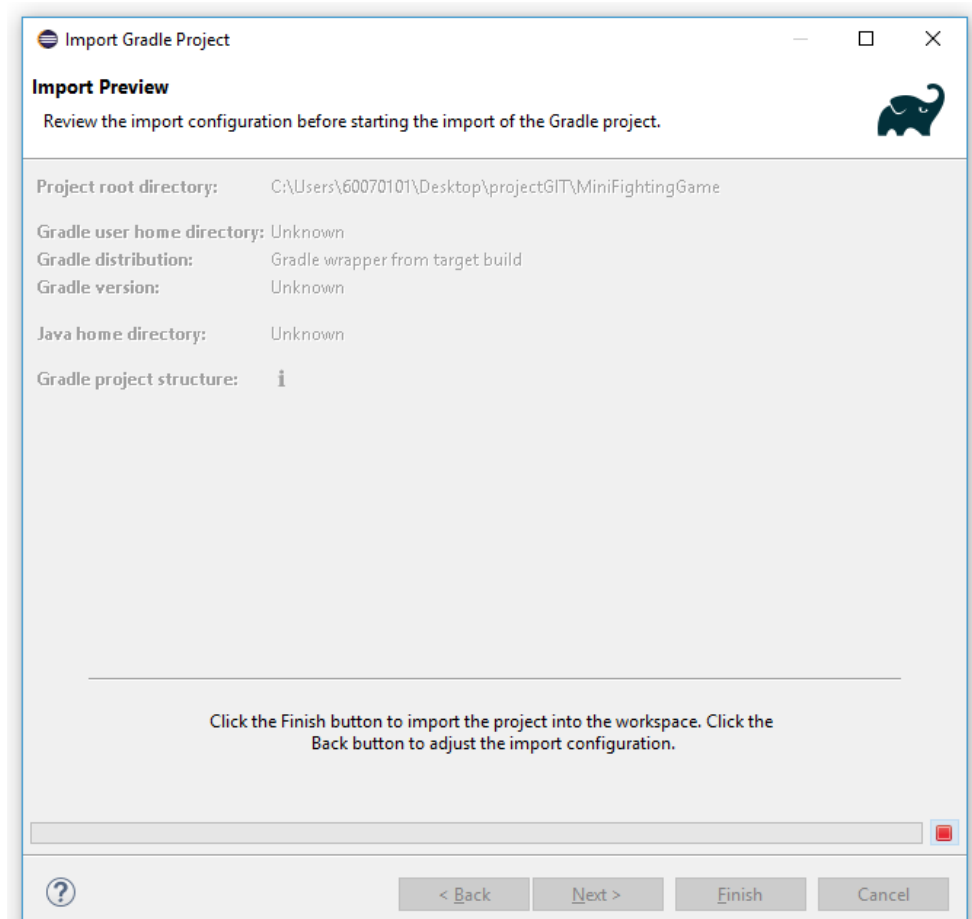 Import Gradle Project
Import Preview
Review the import configuration before starting the import of the Gradle project.
Project root directory: C:\Users\60070101\Desktop\projectGIT\MiniFightingGame
Gradle user home directory: Unknown
Gradle distribution: Gradle wrapper from target build
Gradle version: Unknown
Java home directory: Unknown
Gradle project structure: i
Click the Finish button to import the project into the workspace. Click the
Back button to adjust the import configuration.
? < Back Next > Finish Cancel